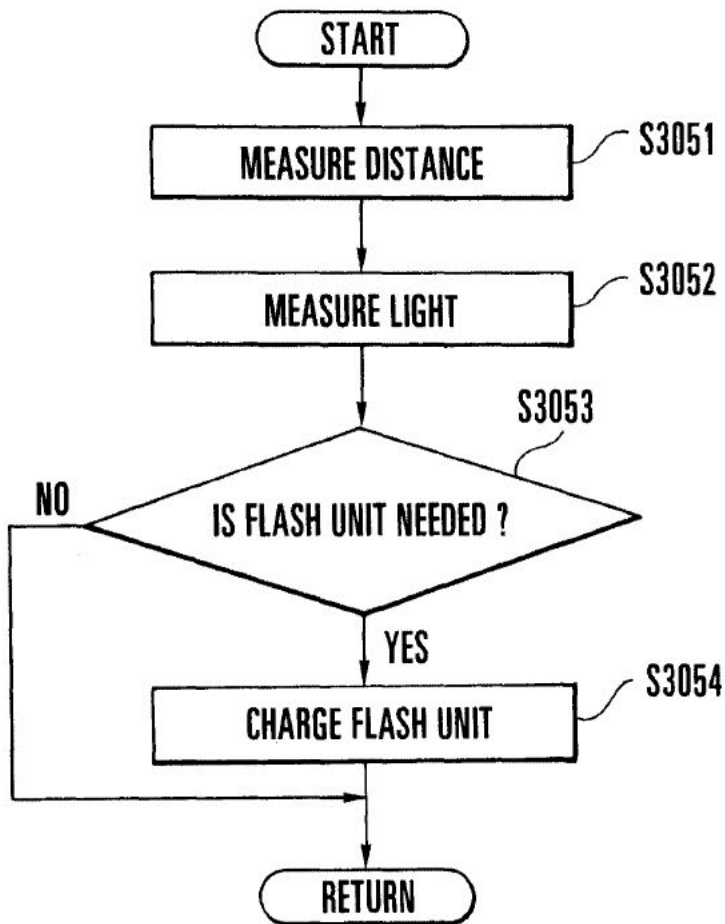 START
MEASURE DISTANCE
S3051
MEASURE LIGHT
S3052
S3053
IS FLASH UNIT NEEDED ?
NO
YES
CHARGE FLASH UNIT
S3054
RETURN